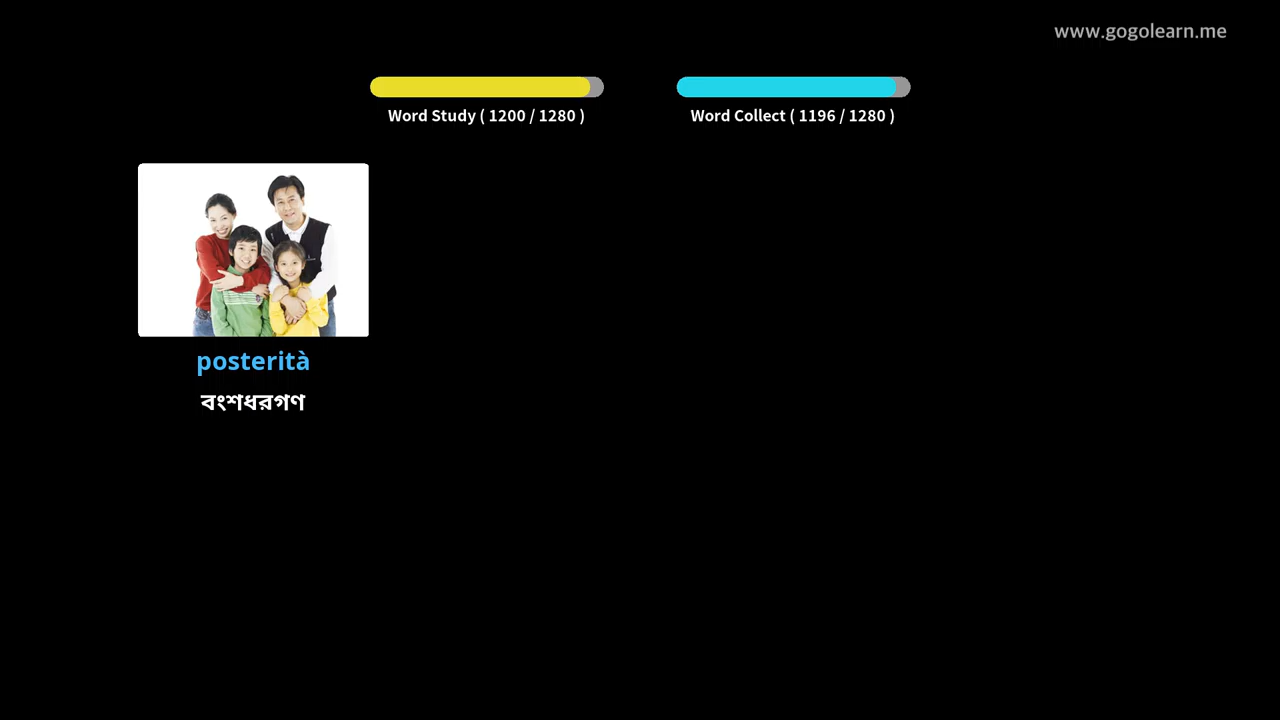 www.gogolearn.me
Word Study ( 1200 / 1280 )
Word Collect ( 1196 / 1280 )
posterità
বংশধরগণ